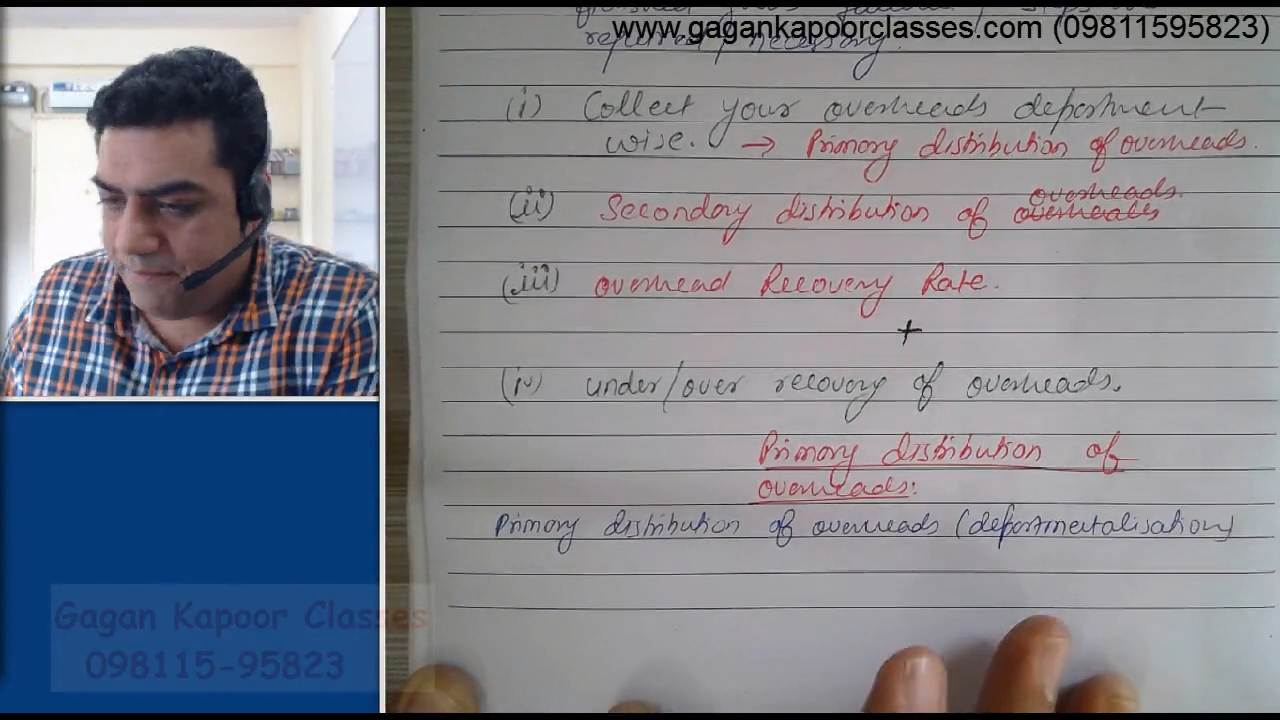 www.gagankapoorclasses.com (09811595823)
necessary.
(i) Collect your overheads department
wise. → Primary distribution of overheads.
overheads.
(ii) Secondary distribution of overheads
(iii) overhead Recovery Rate.
+
(iv) under/over recovery of overheads.
Primary distribution of
overheads:
Primary distribution of overheads (departmentalisation)
Gagan Kapoor Classes
098115-95823